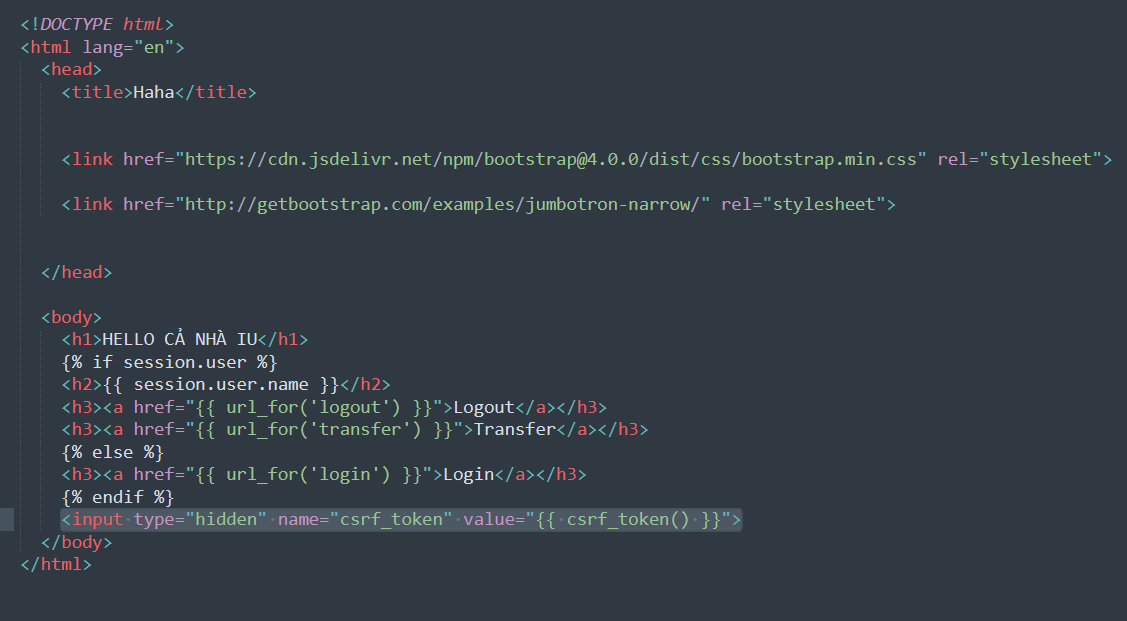 <!DOCTYPE html>
<html lang="en">
<head>
<title>Haha</title>
<link href="https://cdn.jsdelivr.net/npm/bootstrap@4.0.0/dist/css/bootstrap.min.css" rel="stylesheet">
<link href="http://getbootstrap.com/examples/jumbotron-narrow/" rel="stylesheet">
</head>
<body>
<h1>HELLO CẢ NHÀ IU</h1>
{% if session.user %}
<h2>{{ session.user.name }}</h2>
<h3><a href="{{ url_for('logout') }}">Logout</a></h3>
<h3><a href="{{ url_for('transfer') }}">Transfer</a></h3>
{% else %}
<h3><a href="{{ url_for('login') }}">Login</a></h3>
{% endif %}
<input type="hidden" name="csrf_token" value="{{ csrf_token() }}">
</body>
</html>